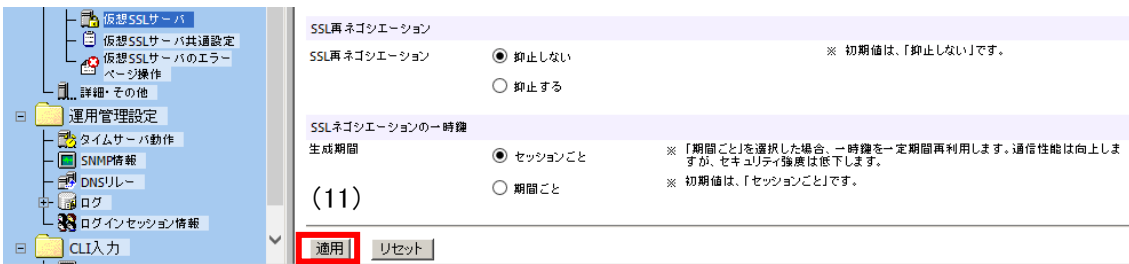 仮想SSLサーバ
仮想SSLサーバ共通設定
仮想SSLサーバのエラー
ページ操作
詳細・その他
運用管理設定
タイムサーバ動作
SNMP情報
DNSリレー
ログ
ログインセッション情報
CLI入力
SSL再ネゴシエーション
SSL再ネゴシエーション
抑止しない
※ 初期値は、「抑止しない」です。
抑止する
SSLネゴシエーションの一時鍵
生成期間
セッションごと
※ 「期間ごと」を選択した場合、一時鍵を一定期間再利用します。通信性能は向上しま
すが、セキュリティ強度は低下します。
期間ごと
※ 初期値は、「セッションごと」です。
(11)
適用
リセット